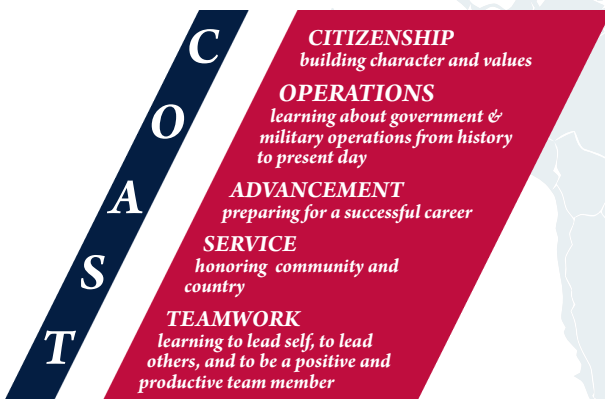 C
CITIZENSHIP
building character and values
O
OPERATIONS
learning about government &
military operations from history
to present day
A
ADVANCEMENT
preparing for a successful career
S
SERVICE
honoring community and
country
T
TEAMWORK
learning to lead self, to lead
others, and to be a positive and
productive team member